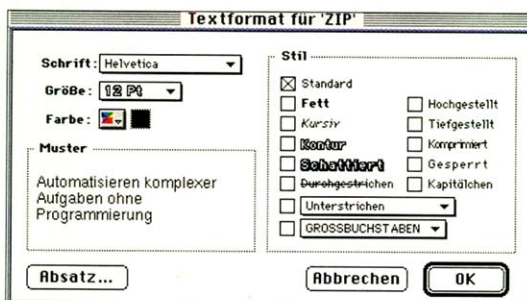 Textformat für 'ZIP'
Schrift: Helvetica
Größe: 12 Pt
Farbe:
Muster
Automatisieren komplexer
Aufgaben ohne
Programmierung
Stil
Standard
Fett
Kursiv
Kontur
Schattiert
Durchgestrichen
Hochgestellt
Tiefgestellt
Komprimiert
Gesperrt
Kapitälchen
Unterstrichen
GROSSBUCHSTABEN
Absatz...
Abbrechen
OK